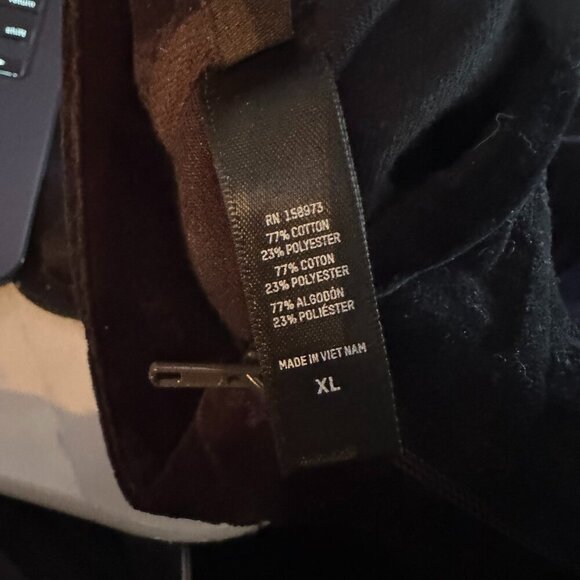 RN 158973
77% COTTON
23% POLYESTER
77% COTON
23% POLYESTER
77% ALGODÓN
23% POLIÉSTER
MADE IN VIET NAM
XL